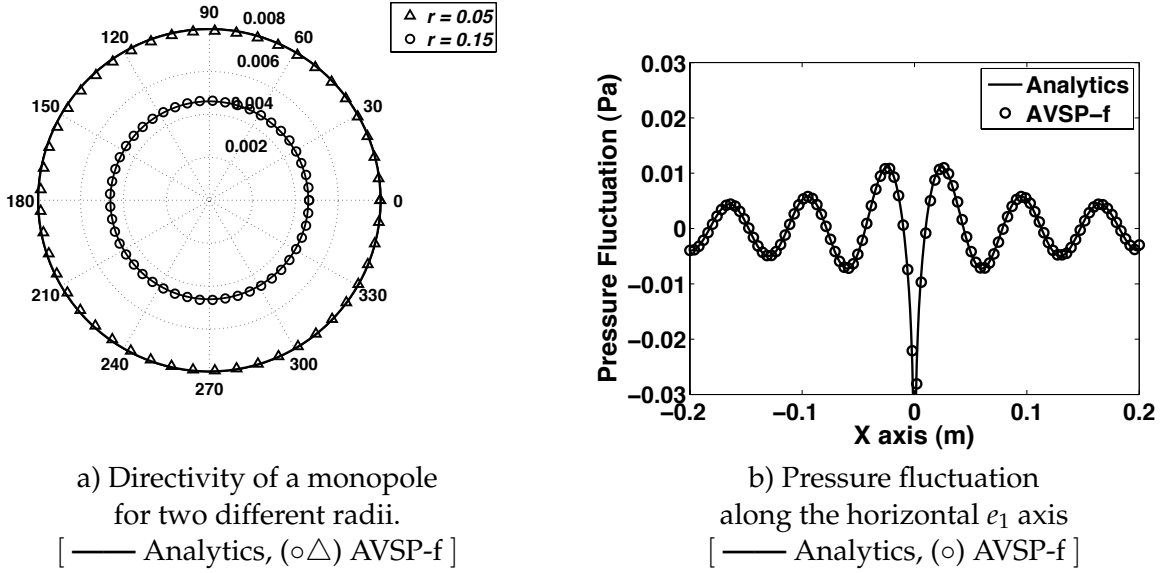 90
0.008
120
60
0.006
150
30
0.004
0.002
180
0
210
330
240
300
270
△ r = 0.05
○ r = 0.15
0.03
0.02
0.01
0
−0.01
−0.02
−0.03
−0.2
−0.1
0
0.1
0.2
Pressure Fluctuation (Pa)
X axis (m)
Analytics
AVSP−f
a) Directivity of a monopole
for two different radii.
[ —— Analytics, (○△) AVSP-f ]
b) Pressure fluctuation
along the horizontal e₁ axis
[ —— Analytics, (○) AVSP-f ]